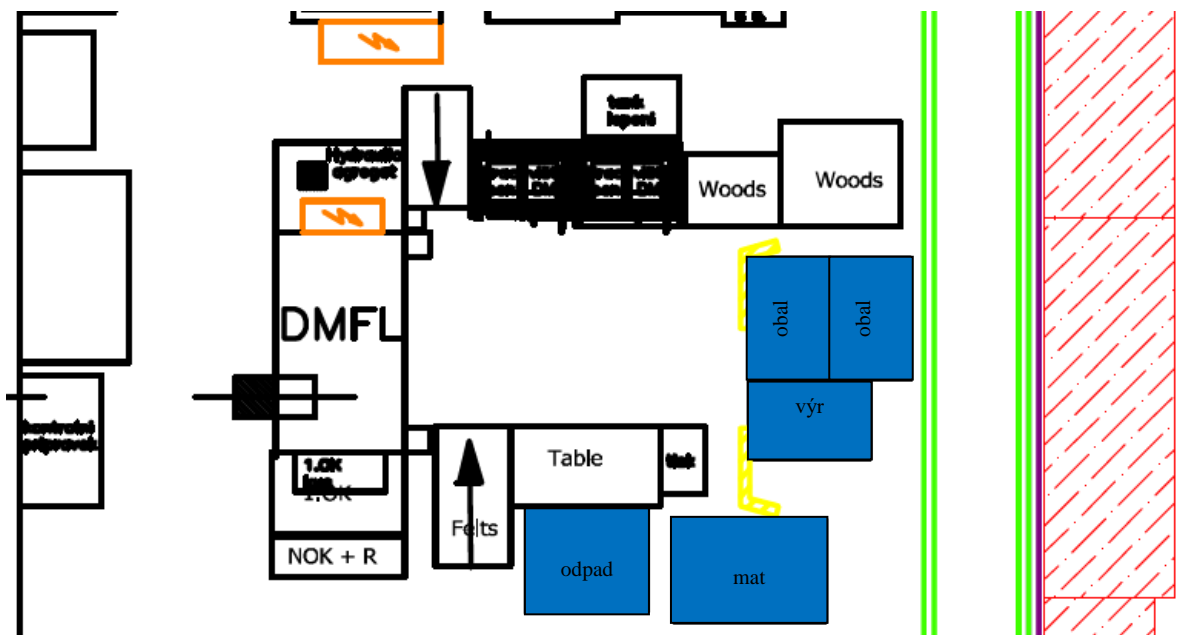 tank
lepení
Hydraulic
agregat
Woods
Woods
DMFL
obal
obal
výr
kontrolní
přípravek
1.OK
kus
1.OK
Table
tisk
Felts
NOK + R
odpad
mat